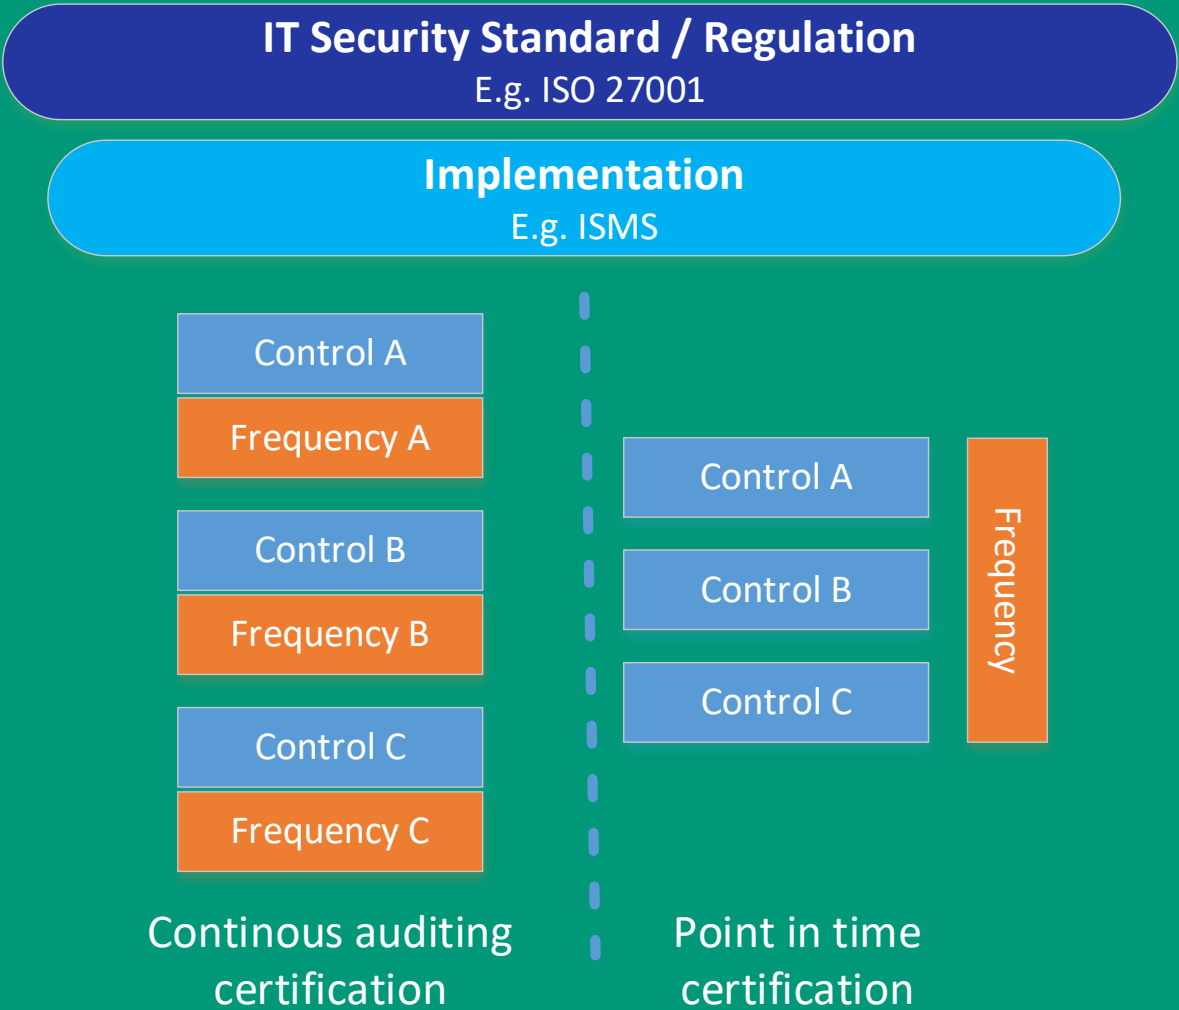 IT Security Standard / Regulation
E.g. ISO 27001
Implementation
E.g. ISMS
Control A
Frequency A
Control B
Frequency B
Control C
Frequency C
Continous auditing
certification
Control A
Control B
Control C
Frequency
Point in time
certification